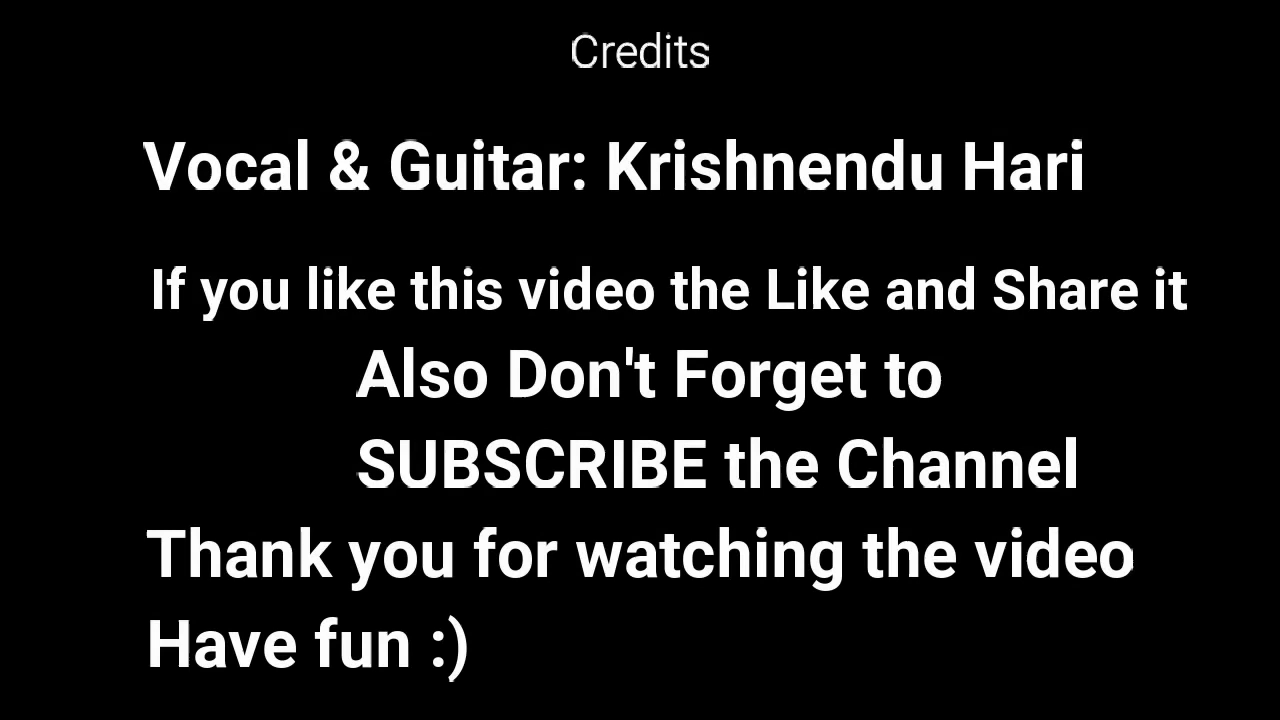 Credits
Vocal & Guitar: Krishnendu Hari
If you like this video the Like and Share it
Also Don't Forget to
SUBSCRIBE the Channel
Thank you for watching the video
Have fun :)